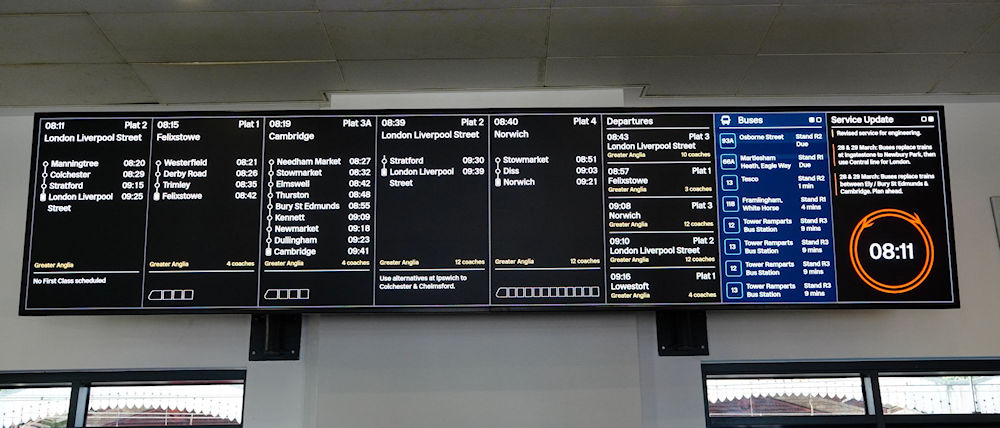 08:11 Plat 2
London Liverpool Street
Manningtree 08:20
Colchester 08:29
Stratford 09:15
London Liverpool 09:25
Street
Greater Anglia
No First Class scheduled
08:15 Plat 1
Felixstowe
Westerfield 08:21
Derby Road 08:26
Trimley 08:35
Felixstowe 08:42
Greater Anglia 4 coaches
08:19 Plat 3A
Cambridge
Needham Market 08:27
Stowmarket 08:32
Elmswell 08:42
Thurston 08:48
Bury St Edmunds 08:55
Kennett 09:09
Newmarket 09:18
Dullingham 09:23
Cambridge 09:41
Greater Anglia 4 coaches
08:39 Plat 2
London Liverpool Street
Stratford 09:30
London Liverpool 09:39
Street
Greater Anglia 12 coaches
Use alternatives at Ipswich to
Colchester & Chelmsford.
08:40 Plat 4
Norwich
Stowmarket 08:51
Diss 09:03
Norwich 09:21
Greater Anglia 12 coaches
Departures
08:43 Plat 3
London Liverpool Street
Greater Anglia 10 coaches
08:57 Plat 1
Felixstowe
Greater Anglia 3 coaches
09:08 Plat 3
Norwich
Greater Anglia 12 coaches
09:10 Plat 2
London Liverpool Street
Greater Anglia 12 coaches
09:16 Plat 1
Lowestoft
Greater Anglia 4 coaches
Buses
93A Osborne Street Stand R2
Due
66A Martlesham Stand R1
Heath, Eagle Way Due
13 Tesco Stand R2
1 min
118 Framlingham, Stand R1
White Horse 4 mins
12 Tower Ramparts Stand R3
Bus Station 9 mins
13 Tower Ramparts Stand R3
Bus Station 9 mins
12 Tower Ramparts Stand R3
Bus Station 9 mins
13 Tower Ramparts Stand R3
Bus Station 9 mins
Service Update
Revised service for engineering.
28 & 29 March: Buses replace trains
at Ingatestone to Newbury Park, then
use Central line for London.
28 & 29 March: Buses replace trains
between Ely / Bury St Edmunds &
Cambridge. Plan ahead.
08:11